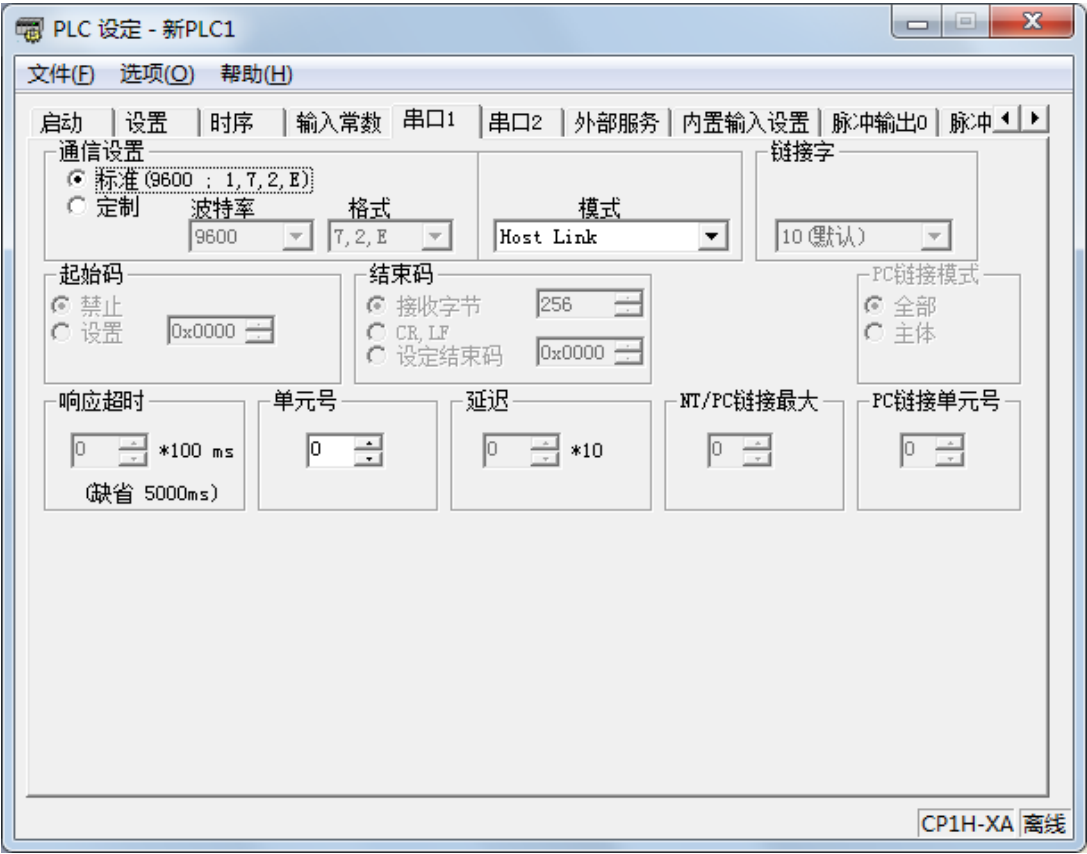 PLC 设定 - 新PLC1
文件(F) 选项(O) 帮助(H)
启动 设置 时序 输入常数 串口1 串口2 外部服务 内置输入设置 脉冲输出0 脉冲
通信设置
标准(9600 ; 1,7,2,E)
定制 波特率 格式
9600 7,2,E
模式
Host Link
链接字
10(默认)
起始码
禁止
设置 0x0000
结束码
接收字节 256
CR,LF
设定结束码 0x0000
PC链接模式
全部
主体
响应超时
0 *100 ms
(缺省 5000ms)
单元号
0
延迟
0 *10
NT/PC链接最大
0
PC链接单元号
0
CP1H-XA 离线